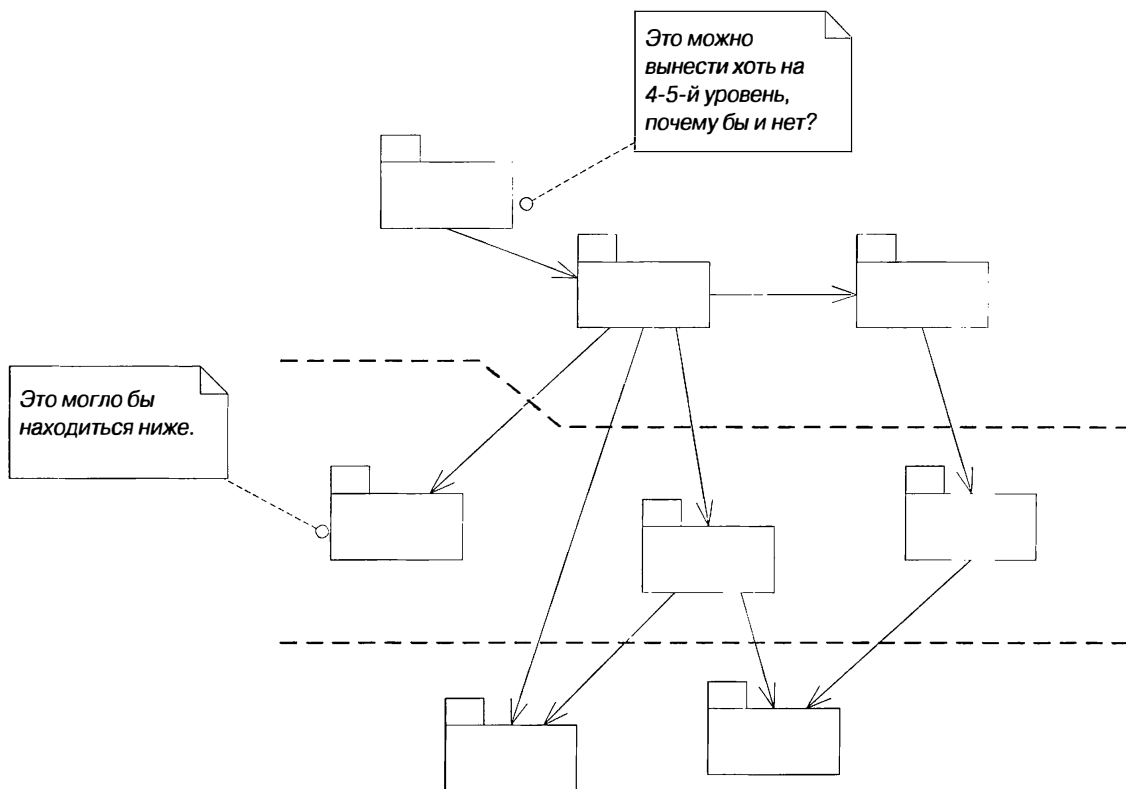 Это можно
вынести хоть на
4-5-й уровень,
почему бы и нет?
Это могло бы
находиться ниже.